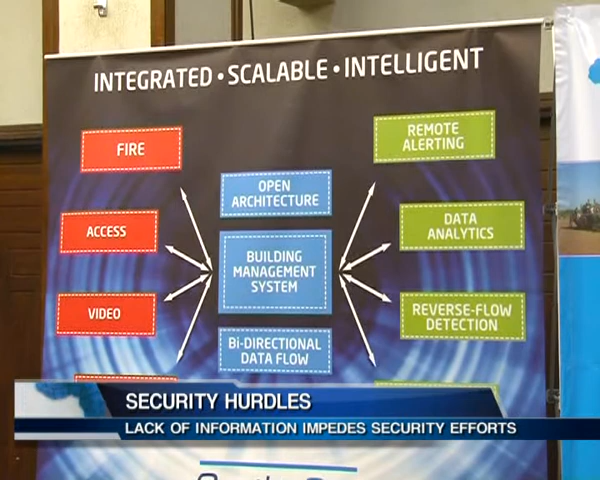 INTEGRATED • SCALABLE • INTELLIGENT
FIRE
ACCESS
VIDEO
OPEN
ARCHITECTURE
BUILDING
MANAGEMENT
SYSTEM
Bi-DIRECTIONAL
DATA FLOW
REMOTE
ALERTING
DATA
ANALYTICS
REVERSE-FLOW
DETECTION
SECURITY HURDLES
LACK OF INFORMATION IMPEDES SECURITY EFFORTS